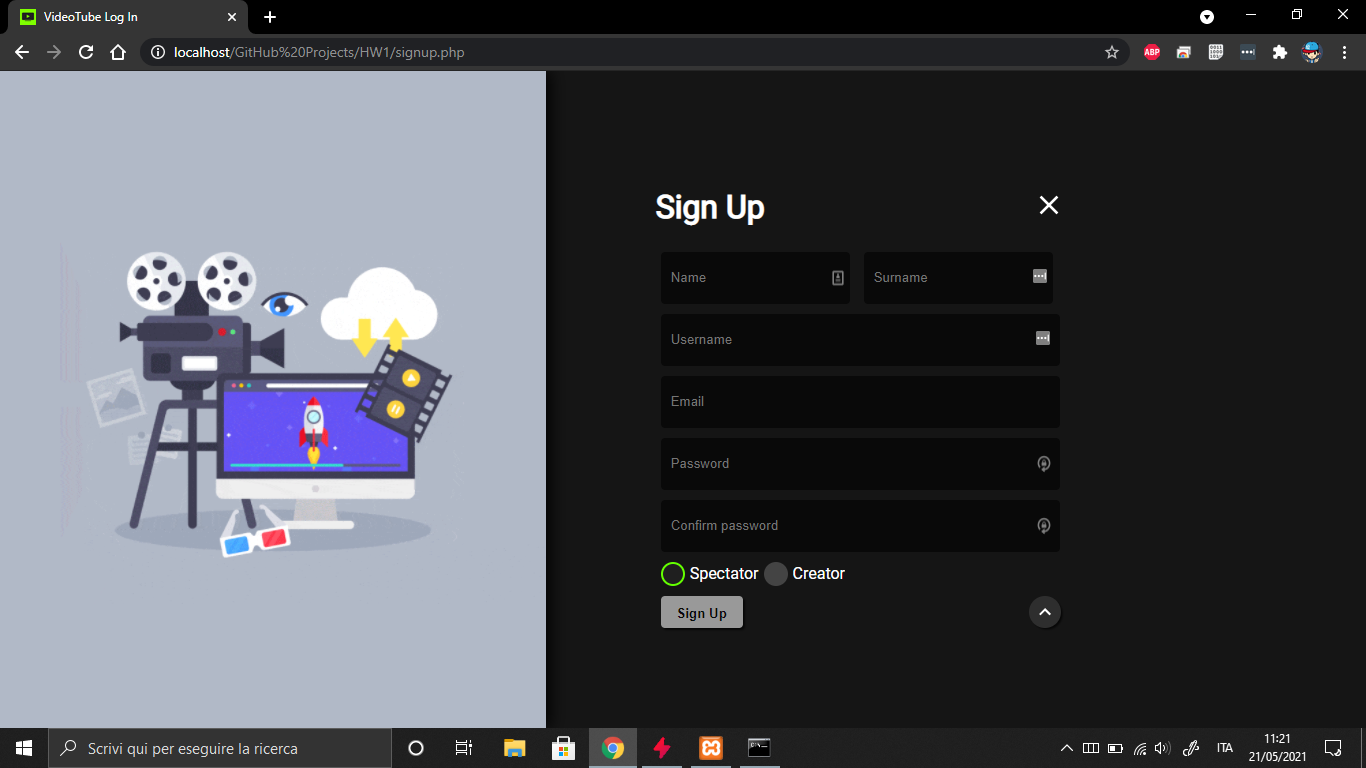 VideoTube Log In
localhost/GitHub%20Projects/HW1/signup.php
ABP
Sign Up
Name
Surname
Username
Email
Password
Confirm password
Spectator
Creator
Sign Up
Scrivi qui per eseguire la ricerca
ITA
11:21
21/05/2021